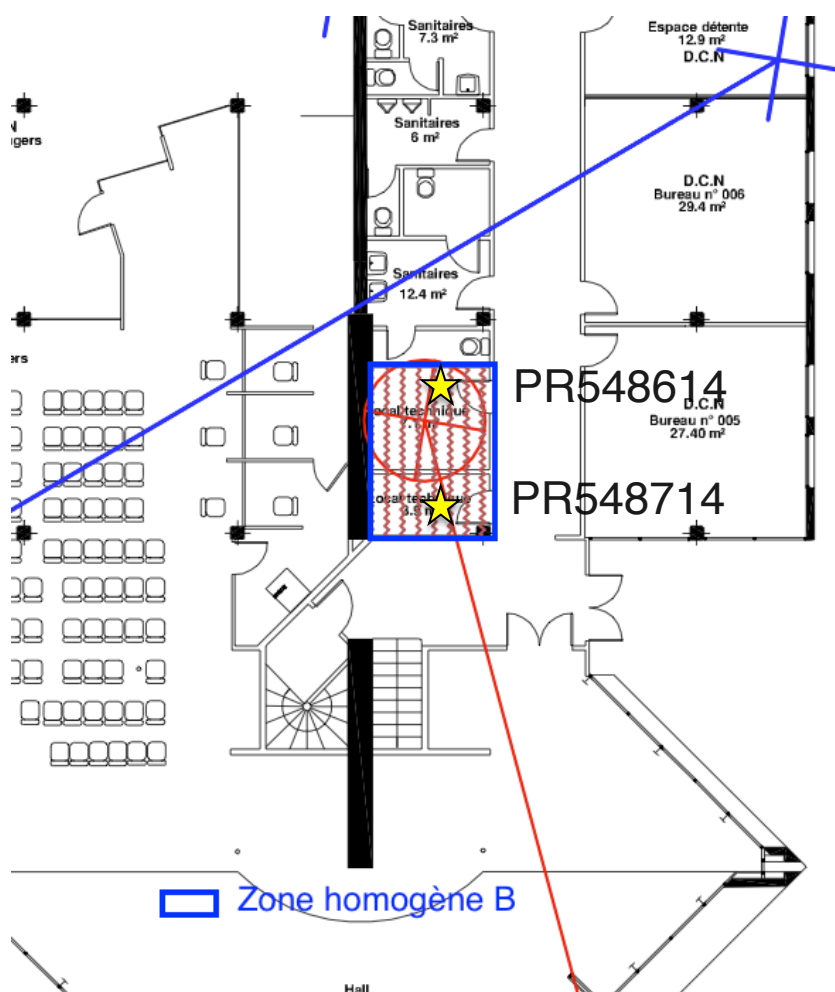 Sanitaires
7.3 m²
Espace détente
12.9 m²
D.C.N
Sanitaires
6 m²
N
gers
D.C.N
Bureau n° 006
29.4 m²
Sanitaires
12.4 m²
ers
PR548614
D.C.N
Bureau n° 005
27.40 m²
ocal technique
PR548714
Zone homogène B
Hall